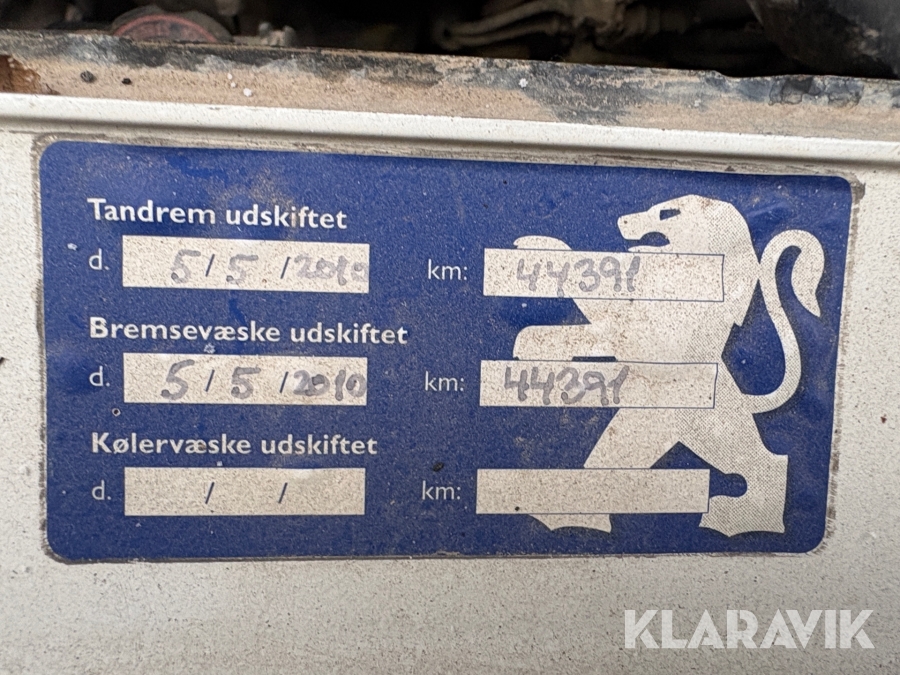 Tandrem udskiftet
d. 5/5/2010 km: 44391
Bremsevæske udskiftet
d. 5/5/2010 km: 44391
Kølervæske udskiftet
d. / / km:
KLARAVIK